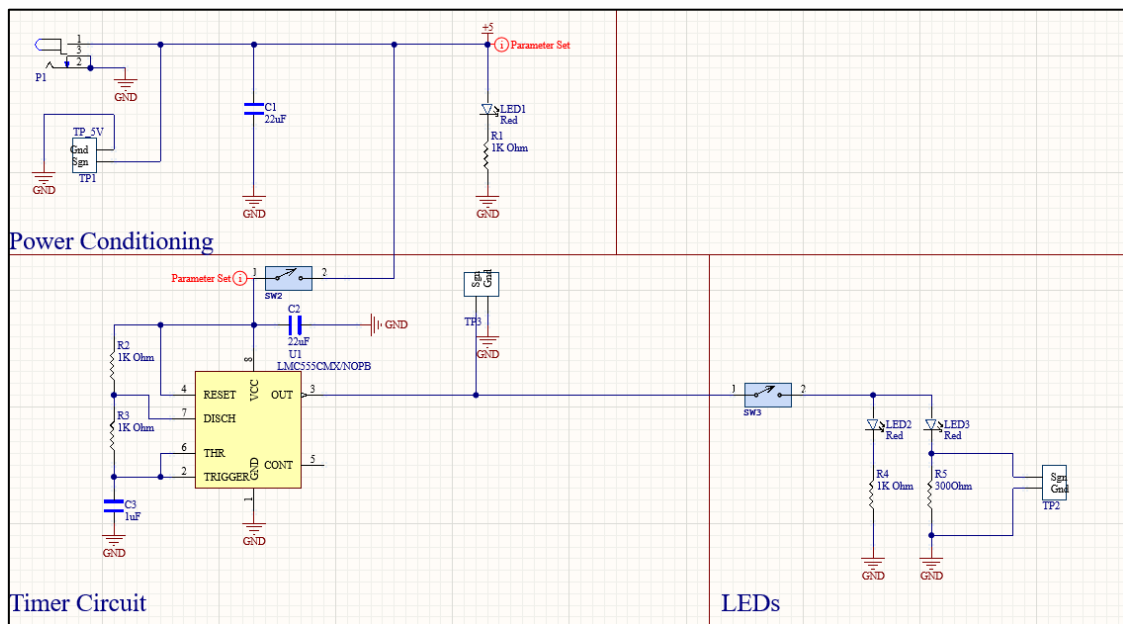 +5
Parameter Set
1
3
2
P1
GND
C1
22uF
LED1
Red
R1
1K Ohm
TP_5V
Gnd
Sgn
TP1
GND
GND
GND
Power Conditioning
Parameter Set
1
2
SW2
Sgn
Gnd
TP3
GND
C2
22uF
GND
U1
LMC555CMX/NOPB
R2
1K Ohm
8
VCC
4
RESET
OUT
3
7
DISCH
R3
1K Ohm
6
THR
CONT
5
2
TRIGGER
GND
1
C3
1uF
GND
GND
1
2
SW3
LED2
Red
LED3
Red
R4
1K Ohm
R5
300Ohm
Sgn
Gnd
TP2
GND
GND
Timer Circuit
LEDs